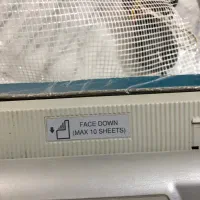 FACE DOWN
(MAX 10 SHEETS)